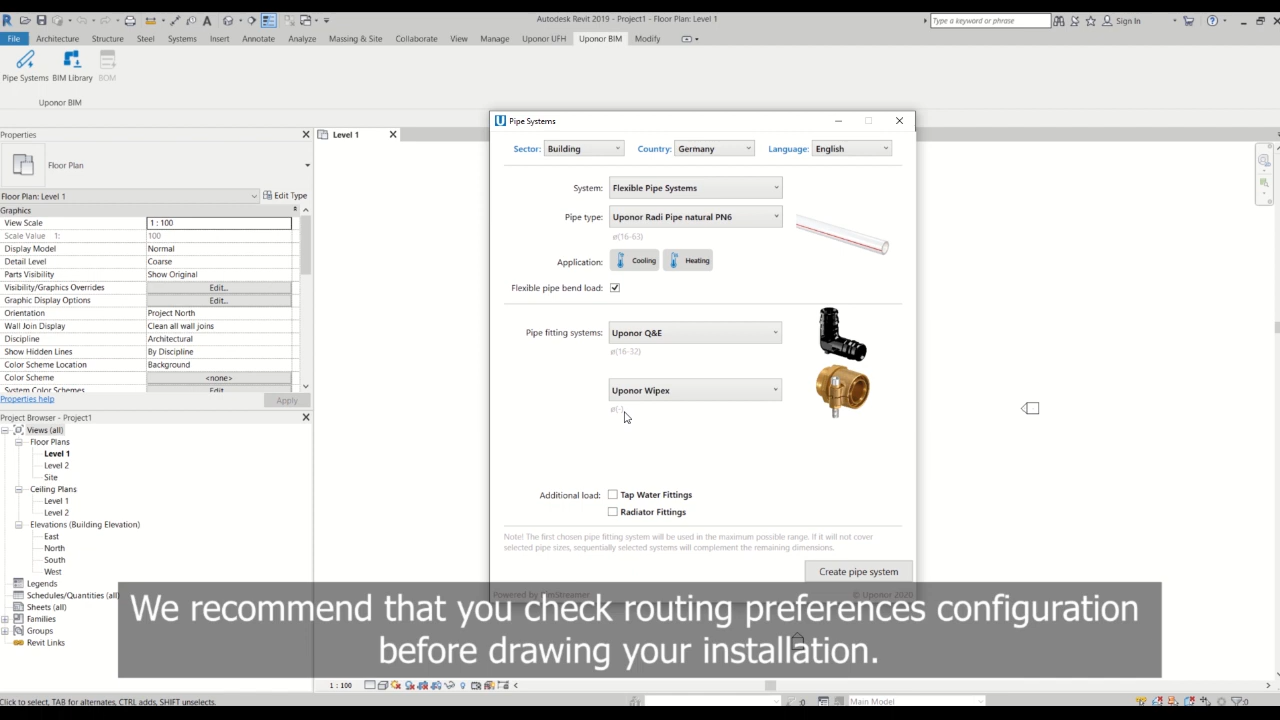 Autodesk Revit 2019 - Project1 - Floor Plan: Level 1
Type a keyword or phrase
Sign In
File Architecture Structure Steel Systems Insert Annotate Analyze Massing & Site Collaborate View Manage Uponor UFH Uponor BIM Modify
Pipe Systems BIM Library BOM
Uponor BIM
Properties
Floor Plan
Floor Plan: Level 1 Edit Type
Graphics
View Scale 1 : 100
Scale Value 1: 100
Display Model Normal
Detail Level Coarse
Parts Visibility Show Original
Visibility/Graphics Overrides Edit...
Graphic Display Options Edit...
Orientation Project North
Wall Join Display Clean all wall joins
Discipline Architectural
Show Hidden Lines By Discipline
Color Scheme Location Background
Color Scheme <none>
System Color Schemes Edit...
Properties help Apply
Project Browser - Project1
Views (all)
Floor Plans
Level 1
Level 2
Site
Ceiling Plans
Level 1
Level 2
Elevations (Building Elevation)
East
North
South
West
Legends
Schedules/Quantities (all)
Sheets (all)
Families
Groups
Revit Links
Level 1
Pipe Systems
Sector: Building Country: Germany Language: English
System: Flexible Pipe Systems
Pipe type: Uponor Radi Pipe natural PN6
ø(16-63)
Application: Cooling Heating
Flexible pipe bend load:
Pipe fitting systems: Uponor Q&E
ø(16-32)
Uponor Wipex
ø(-)
Additional load: Tap Water Fittings
Radiator Fittings
Note! The first chosen pipe fitting system will be used in the maximum possible range. If it will not cover
selected pipe sizes, sequentially selected systems will complement the remaining dimensions.
Create pipe system
© Uponor 2020
We recommend that you check routing preferences configuration
before drawing your installation.
1 : 100
Click to select, TAB for alternates, CTRL adds, SHIFT unselects.
:0 Main Model :0